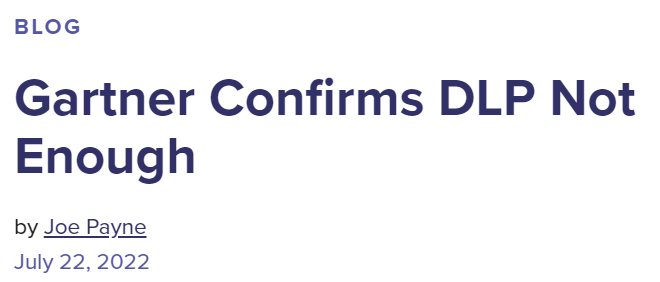 BLOG
Gartner Confirms DLP Not
Enough
by Joe Payne
July 22, 2022